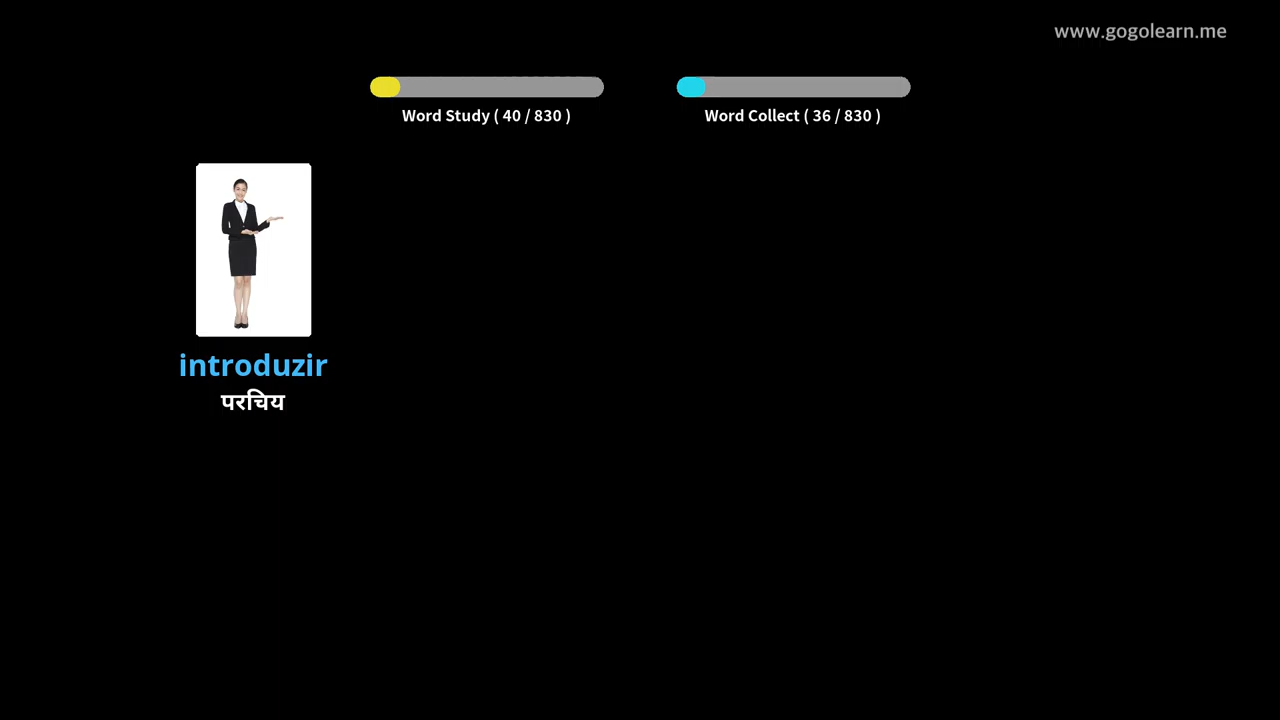 www.gogolearn.me
Word Study ( 40 / 830 )
Word Collect ( 36 / 830 )
introduzir
परिचय